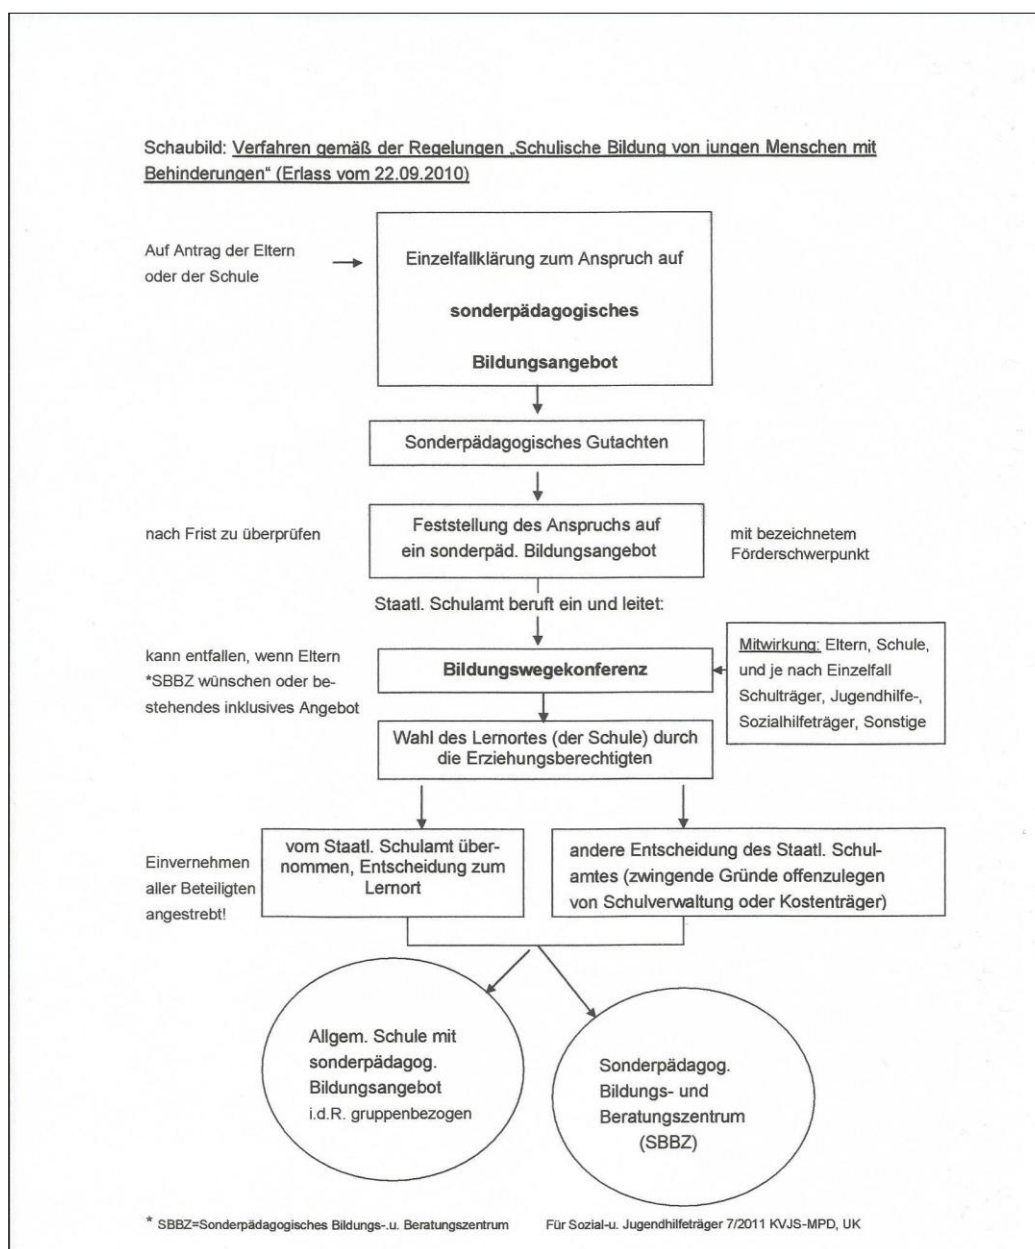 Schaubild: Verfahren gemäß der Regelungen „Schulische Bildung von jungen Menschen mit
Behinderungen“ (Erlass vom 22.09.2010)
Auf Antrag der Eltern
oder der Schule
Einzelfallklärung zum Anspruch auf
sonderpädagogisches
Bildungsangebot
Sonderpädagogisches Gutachten
nach Frist zu überprüfen
Feststellung des Anspruchs auf
ein sonderpäd. Bildungsangebot
mit bezeichnetem
Förderschwerpunkt
Staatl. Schulamt beruft ein und leitet:
kann entfallen, wenn Eltern
*SBBZ wünschen oder be-
stehendes inklusives Angebot
Bildungswegekonferenz
Mitwirkung: Eltern, Schule,
und je nach Einzelfall
Schulträger, Jugendhilfe-,
Sozialhilfeträger, Sonstige
Wahl des Lernortes (der Schule) durch
die Erziehungsberechtigten
Einvernehmen
aller Beteiligten
angestrebt!
vom Staatl. Schulamt über-
nommen, Entscheidung zum
Lernort
andere Entscheidung des Staatl. Schul-
amtes (zwingende Gründe offenzulegen
von Schulverwaltung oder Kostenträger)
Allgem. Schule mit
sonderpädagog.
Bildungsangebot
i.d.R. gruppenbezogen
Sonderpädagog.
Bildungs- und
Beratungszentrum
(SBBZ)
* SBBZ=Sonderpädagogisches Bildungs-.u. Beratungszentrum Für Sozial-u. Jugendhilfeträger 7/2011 KVJS-MPD, UK